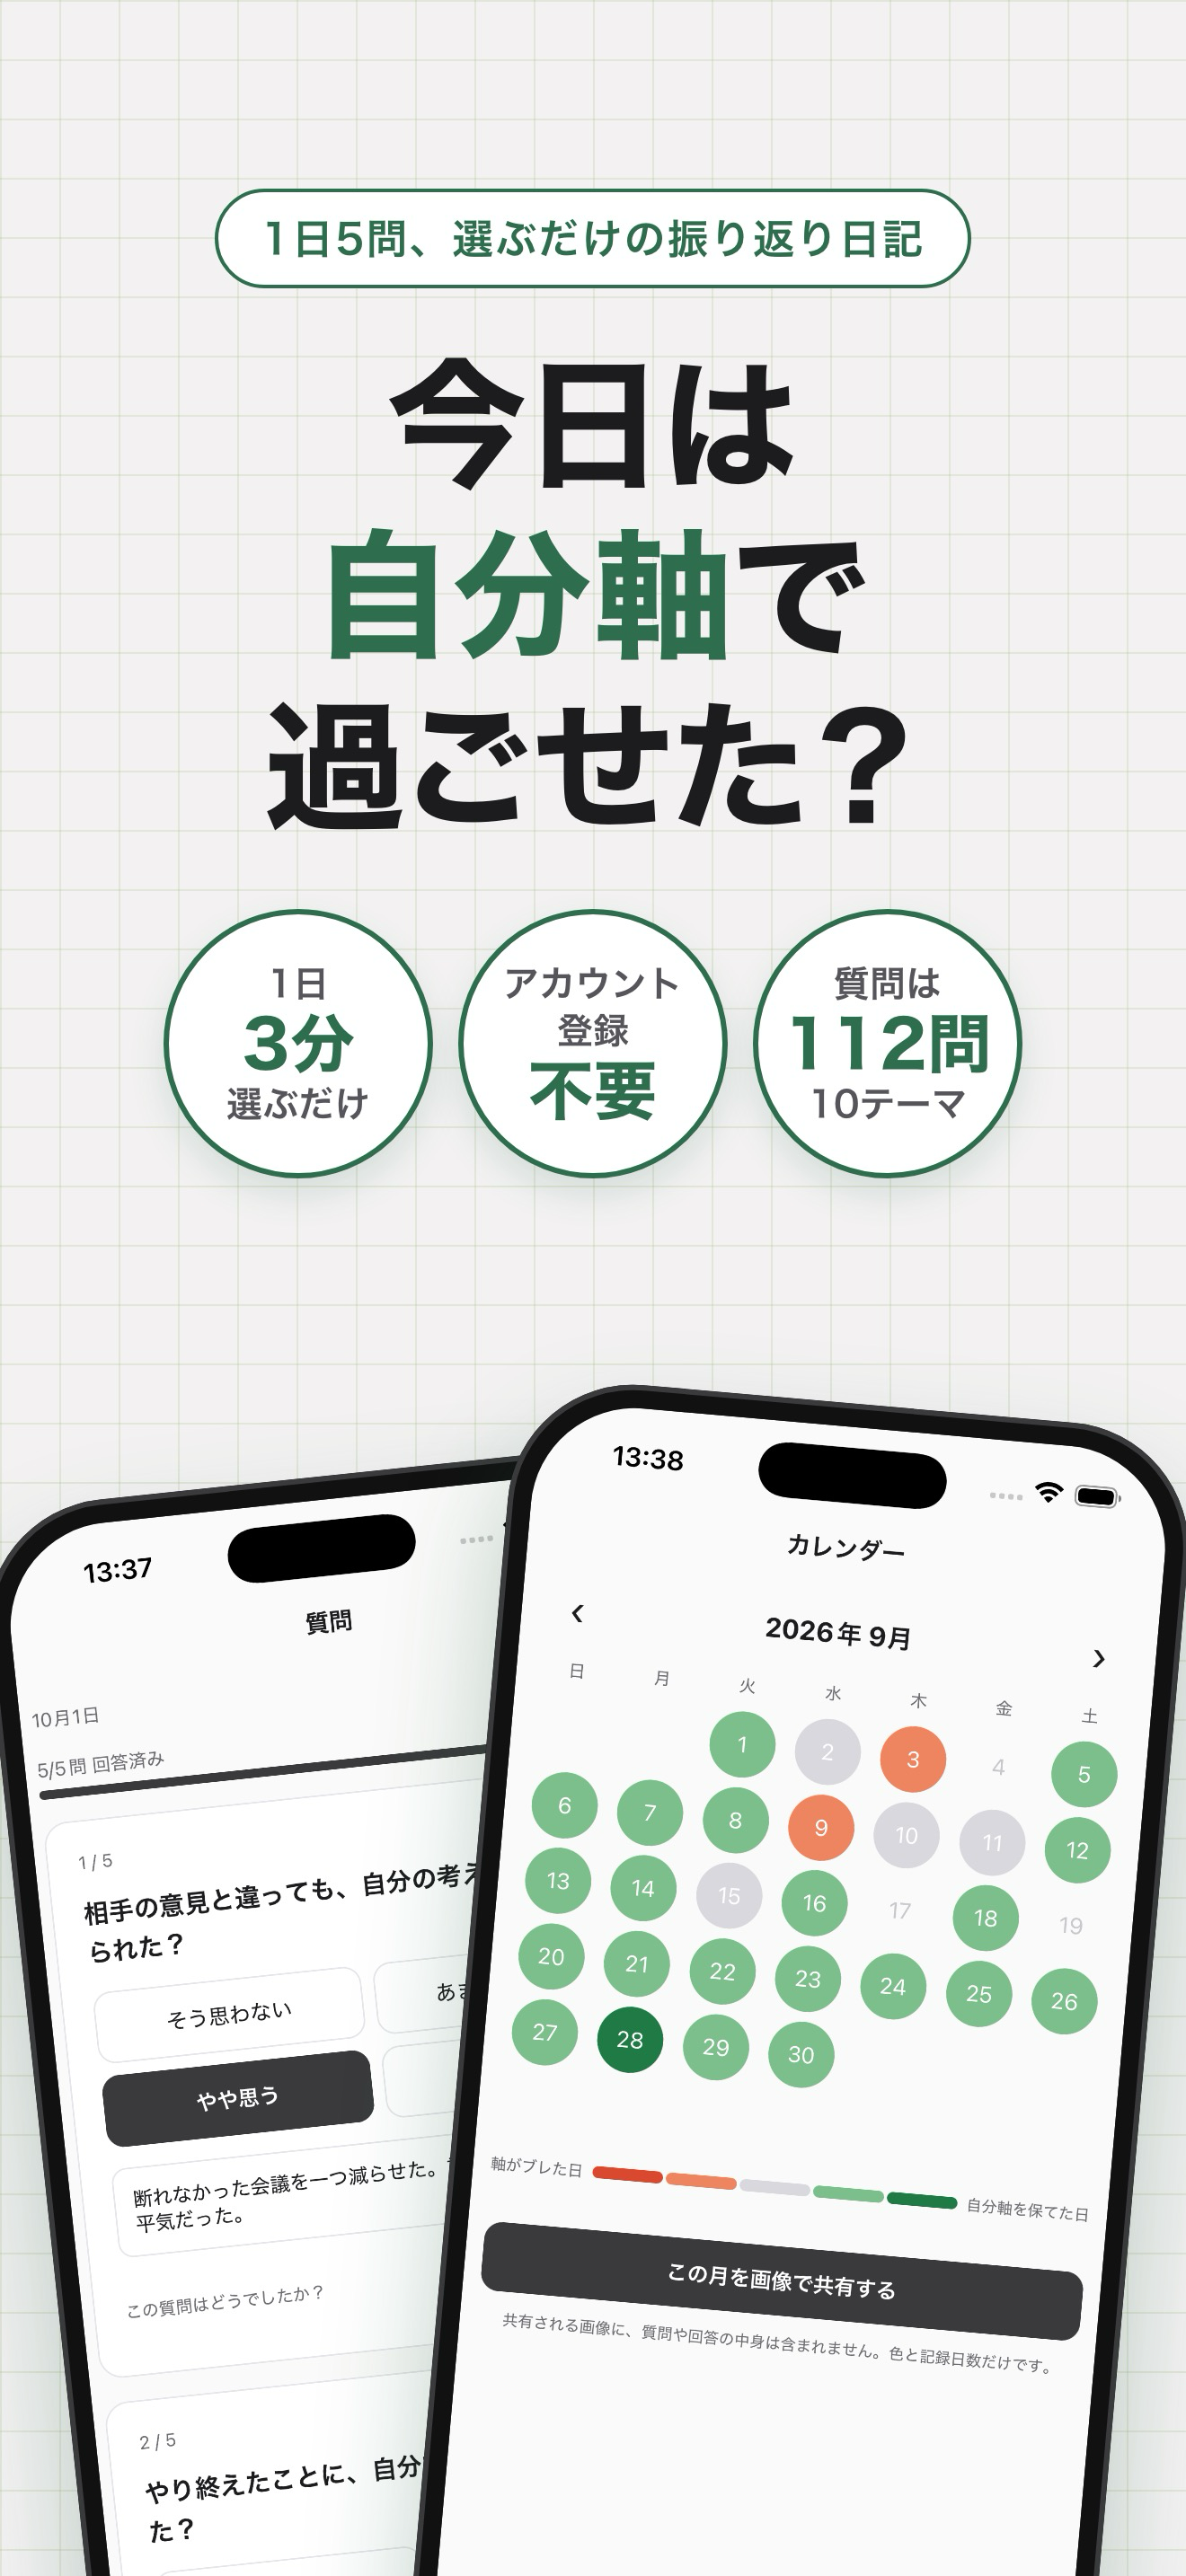 1日5問、選ぶだけの振り返り日記
今日は
自分軸で
過ごせた？
1日
3分
選ぶだけ
アカウント
登録
不要
質問は
112問
10テーマ
13:37
質問
10月1日
5/5問 回答済み
1 / 5
相手の意見と違っても、自分の考え
られた？
そう思わない
あま
やや思う
断れなかった会議を一つ減らせた。
平気だった。
この質問はどうでしたか？
2 / 5
やり終えたことに、自分
た？
13:38
カレンダー
‹ 2026年 9月 ›
日 月 火 水 木 金 土
1 2 3 4 5
6 7 8 9 10 11 12
13 14 15 16 17 18 19
20 21 22 23 24 25 26
27 28 29 30
軸がブレた日 自分軸を保てた日
この月を画像で共有する
共有される画像に、質問や回答の中身は含まれません。色と記録日数だけです。